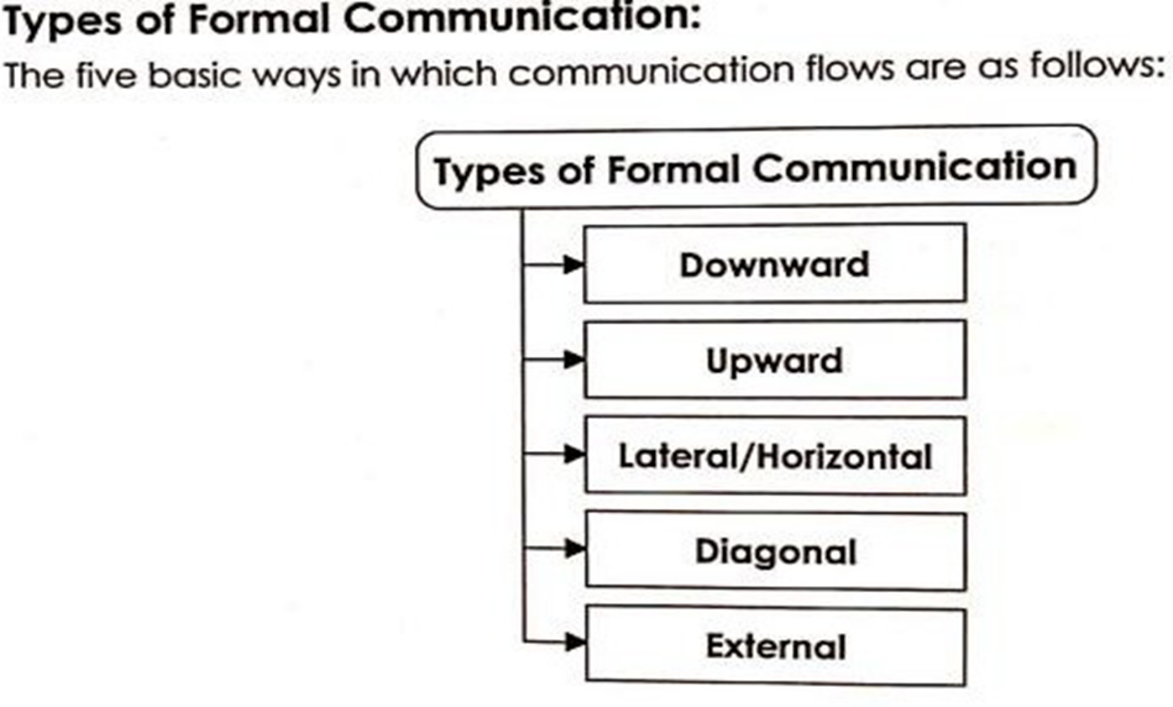 Types of Formal Communication:
The five basic ways in which communication flows are as follows:
Types of Formal Communication
Downward
Upward
Lateral/Horizontal
Diagonal
External